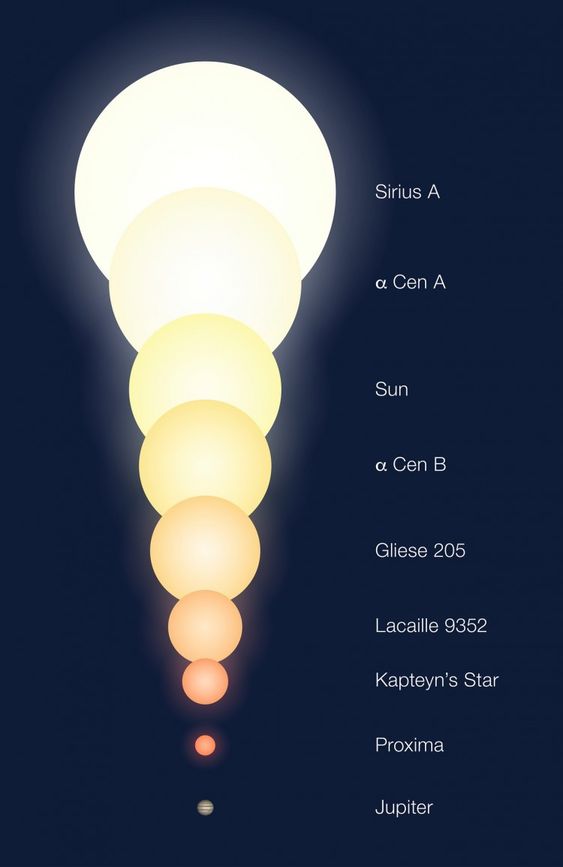 Sirius A
α Cen A
Sun
α Cen B
Gliese 205
Lacaille 9352
Kapteyn’s Star
Proxima
Jupiter